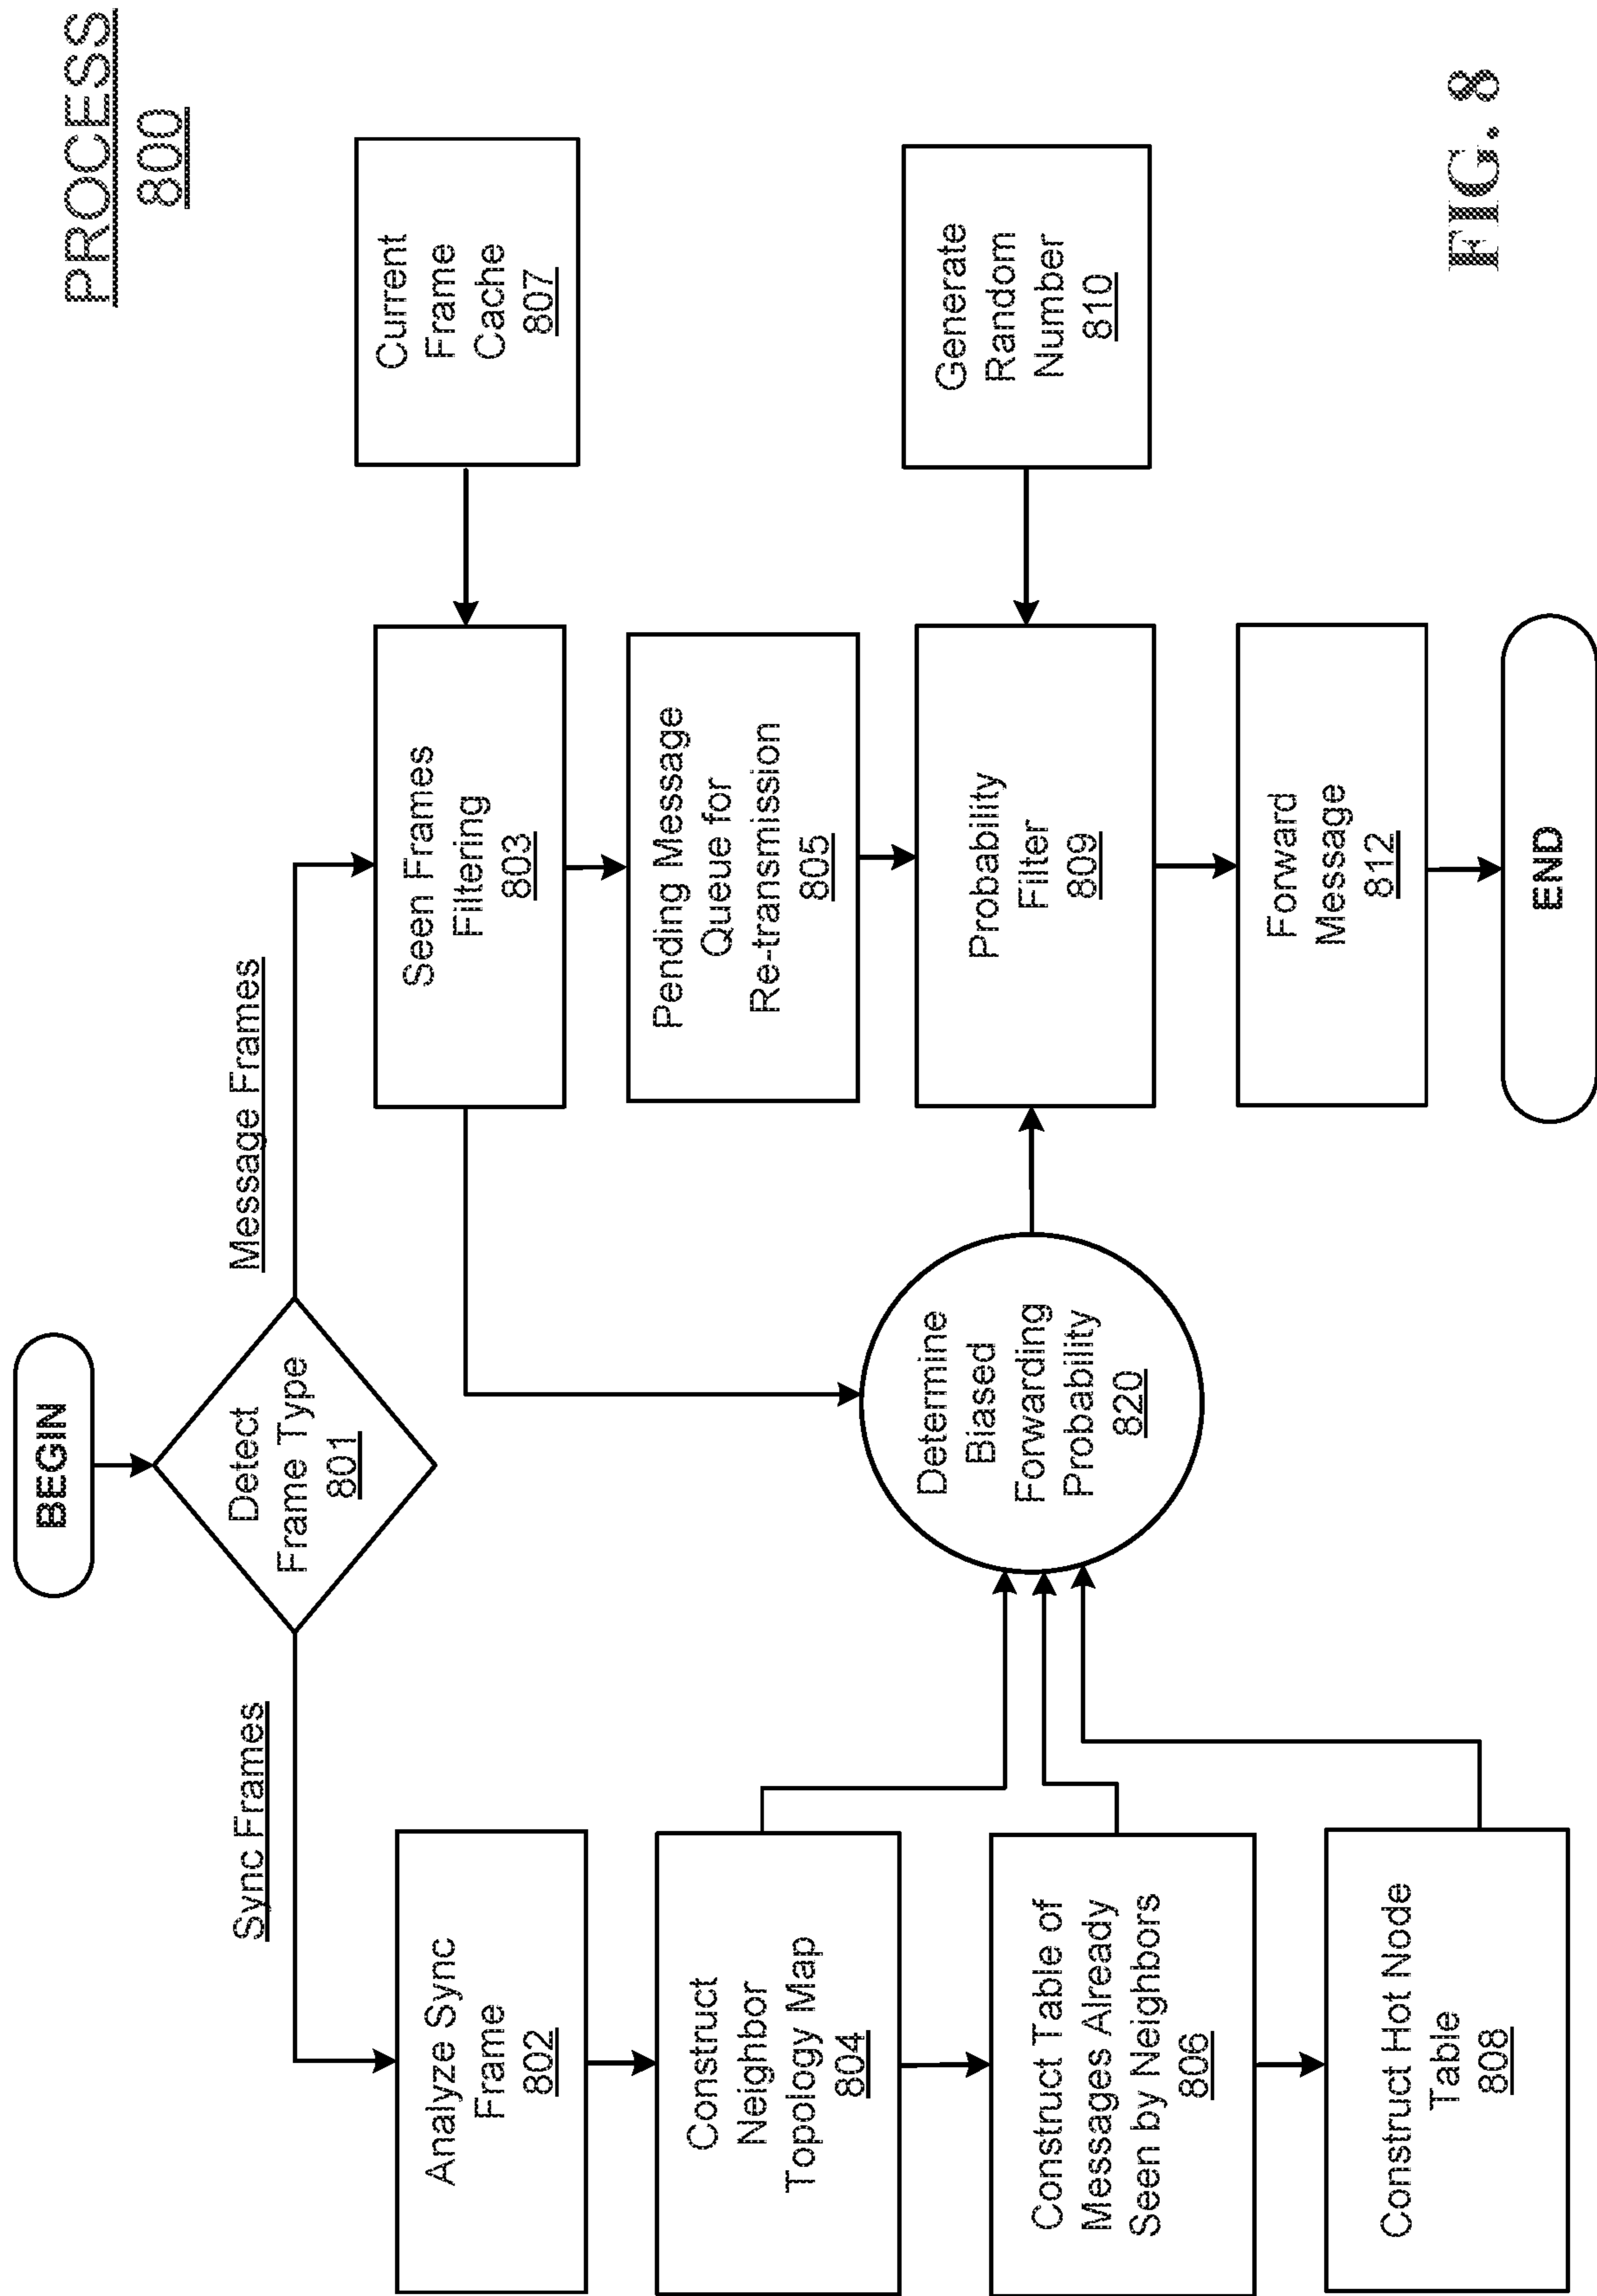 PROCESS
800
BEGIN
Detect
Frame Type
801
Sync Frames
Message Frames
Analyze Sync
Frame
802
Construct
Neighbor
Topology Map
804
Construct Table of
Messages Already
Seen by Neighbors
806
Construct Hot Node
Table
808
Determine
Biased
Forwarding
Probability
820
Seen Frames
Filtering
803
Current
Frame
Cache
807
Pending Message
Queue for
Re-transmission
805
Probability
Filter
809
Generate
Random
Number
810
Forward
Message
812
END
FIG. 8